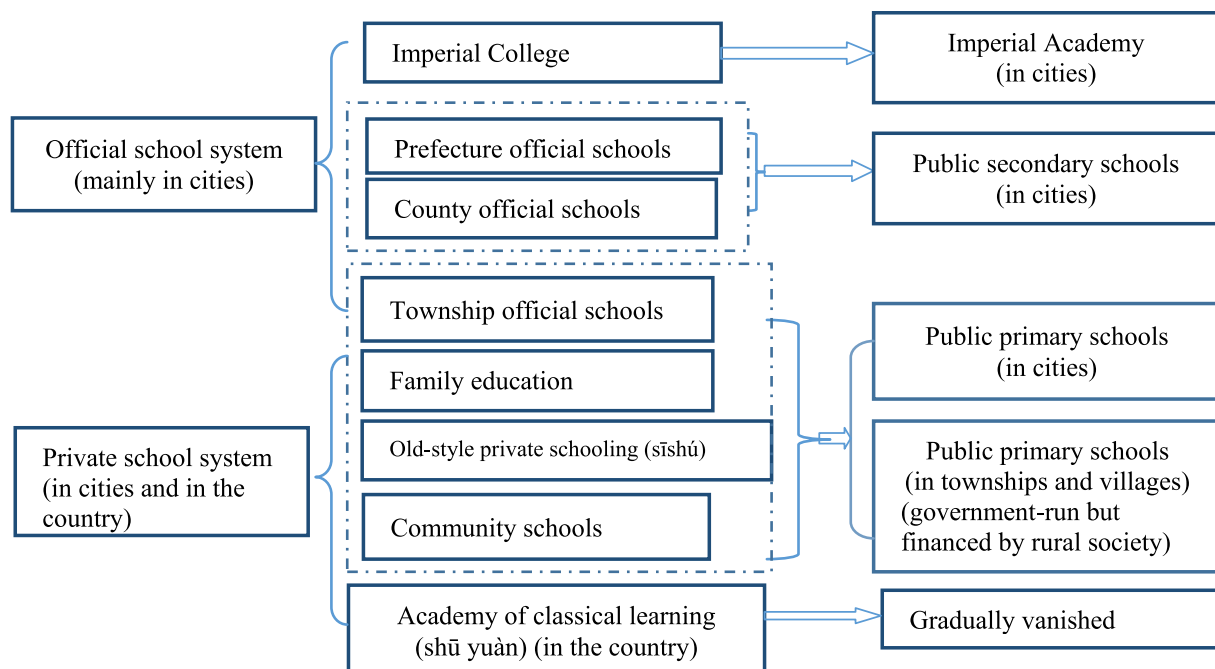 Official school system
(mainly in cities)
Private school system
(in cities and in the
country)
Imperial College
Prefecture official schools
County official schools
Township official schools
Family education
Old-style private schooling (sīshú)
Community schools
Academy of classical learning
(shū yuàn) (in the country)
Imperial Academy
(in cities)
Public secondary schools
(in cities)
Public primary schools
(in cities)
Public primary schools
(in townships and villages)
(government-run but
financed by rural society)
Gradually vanished